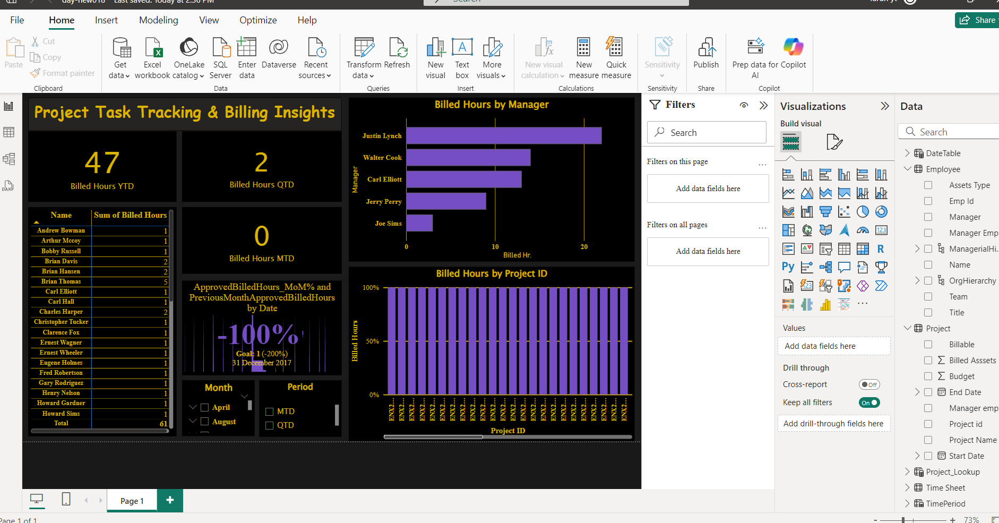 day-new018 Last saved: Today at 2:30 PM
Search
File Home Insert Modeling View Optimize Help
Share
Paste
Cut
Copy
Format painter
Clipboard
Get data
Excel workbook
OneLake catalog
SQL Server
Enter data
Dataverse
Recent sources
Data
Transform data
Refresh
Queries
New visual
Text box
More visuals
Insert
New visual calculation
New measure
Quick measure
Calculations
Sensitivity
Sensitivity
Publish
Share
Prep data for AI
Copilot
Copilot
Project Task Tracking & Billing Insights
47
Billed Hours YTD
2
Billed Hours QTD
Name Sum of Billed Hours
Andrew Bowman 1
Arthur Mccoy 1
Bobby Russell 1
Brian Davis 2
Brian Hansen 2
Brian Thomas 5
Carl Elliott 1
Carl Hall 1
Charles Harper 2
Christopher Tucker 1
Clarence Fox 1
Ernest Wagner 1
Ernest Wheeler 1
Eugene Holmes 1
Fred Robertson 1
Gary Rodriguez 1
Henry Nelson 1
Howard Gardner 1
Howard Sims 1
Total 61
0
Billed Hours MTD
ApprovedBilledHours_MoM% and
PreviousMonthApprovedBilledHours
by Date
-100%!
Goal: 1 (-200%)
31 December 2017
Month
April
August
Period
MTD
QTD
Billed Hours by Manager
Manager
Justin Lynch
Walter Cook
Carl Elliott
Jerry Perry
Joe Sims
0 10 20
Billed Hr.
Billed Hours by Project ID
Billed Hours
100%
50%
0%
ENX2... ENX2... ENX2... ENX2... ENX2... ENX2... ENX2... ENX2... ENX2... ENX2... ENX2... ENX2... ENX2... ENX2... ENX2... ENX2... ENX2... ENX2... ENX2... ENX2... ENX2... ENX2... ENX2... ENX2...
Project ID
Filters
Search
Filters on this page ...
Add data fields here
Filters on all pages ...
Add data fields here
Visualizations
Build visual
123
R
Py
123
...
Values
Add data fields here
Drill through
Cross-report Off
Keep all filters On
Add drill-through fields here
Data
Search
DateTable
Employee
Assets Type
Emp Id
Manager
Manager Emp
ManagerialHi...
Name
OrgHierarchy
Team
Title
Project
Billable
Billed Asssets
Budget
End Date
Manager emp
Project id
Project Name
Start Date
Project_Lookup
Time Sheet
TimePeriod
DAX
Page 1
+
Page 1 of 1
- + 73%